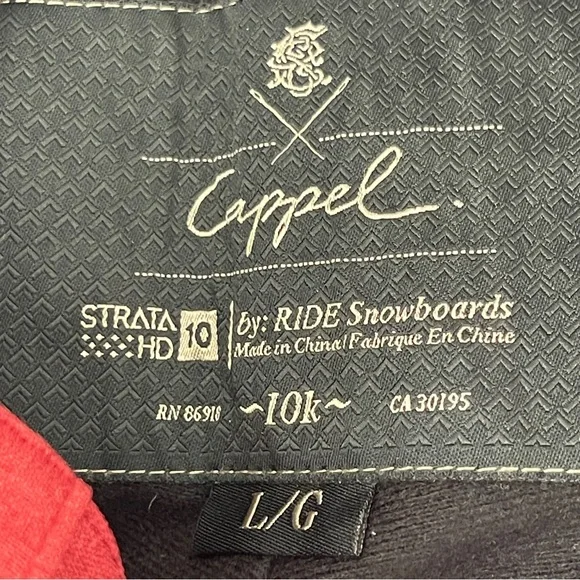 Cappel.
STRATA HD 10
by: RIDE Snowboards
Made in China / Fabrique En Chine
RN 86918 ~10k~ CA 30195
L/G